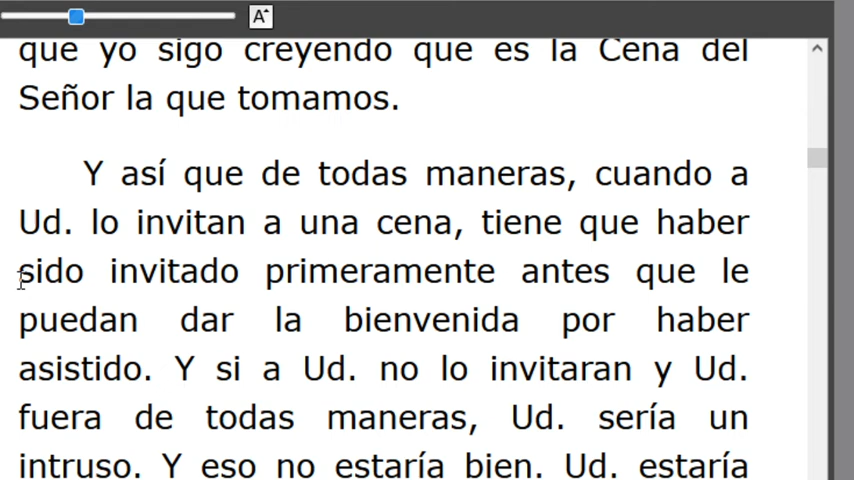 A
que yo sigo creyendo que es la Cena del
Señor la que tomamos.
Y así que de todas maneras, cuando a
Ud. lo invitan a una cena, tiene que haber
sido invitado primeramente antes que le
puedan dar la bienvenida por haber
asistido. Y si a Ud. no lo invitaran y Ud.
fuera de todas maneras, Ud. sería un
intruso. Y eso no estaría bien. Ud. estaría